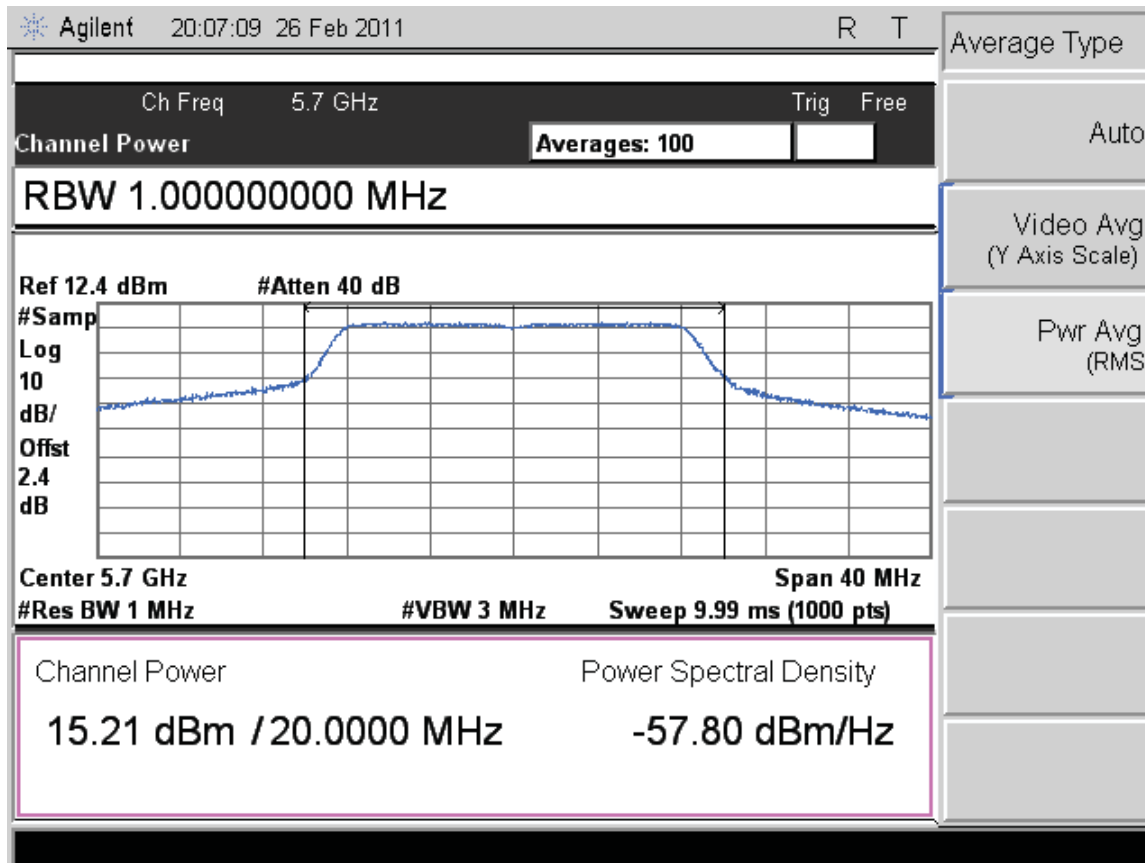 Agilent 20:07:09 26 Feb 2011 R T
Average Type
Ch Freq 5.7 GHz Trig Free
Channel Power Averages: 100
RBW 1.000000000 MHz
Ref 12.4 dBm #Atten 40 dB
#Samp
Log
10
dB/
Offst
2.4
dB
Center 5.7 GHz Span 40 MHz
#Res BW 1 MHz #VBW 3 MHz Sweep 9.99 ms (1000 pts)
Channel Power Power Spectral Density
15.21 dBm / 20.0000 MHz -57.80 dBm/Hz
Auto
Video Avg
(Y Axis Scale)
Pwr Avg
(RMS